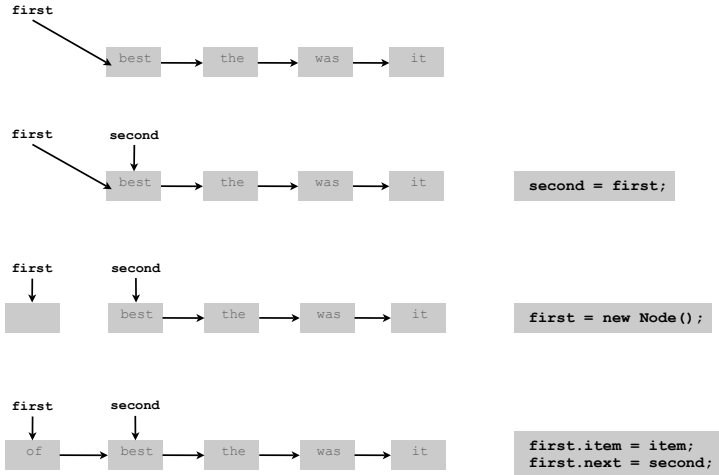 first
best the was it
first second
best the was it
second = first;
first second
best the was it
first = new Node();
first second
of best the was it
first.item = item;
first.next = second;